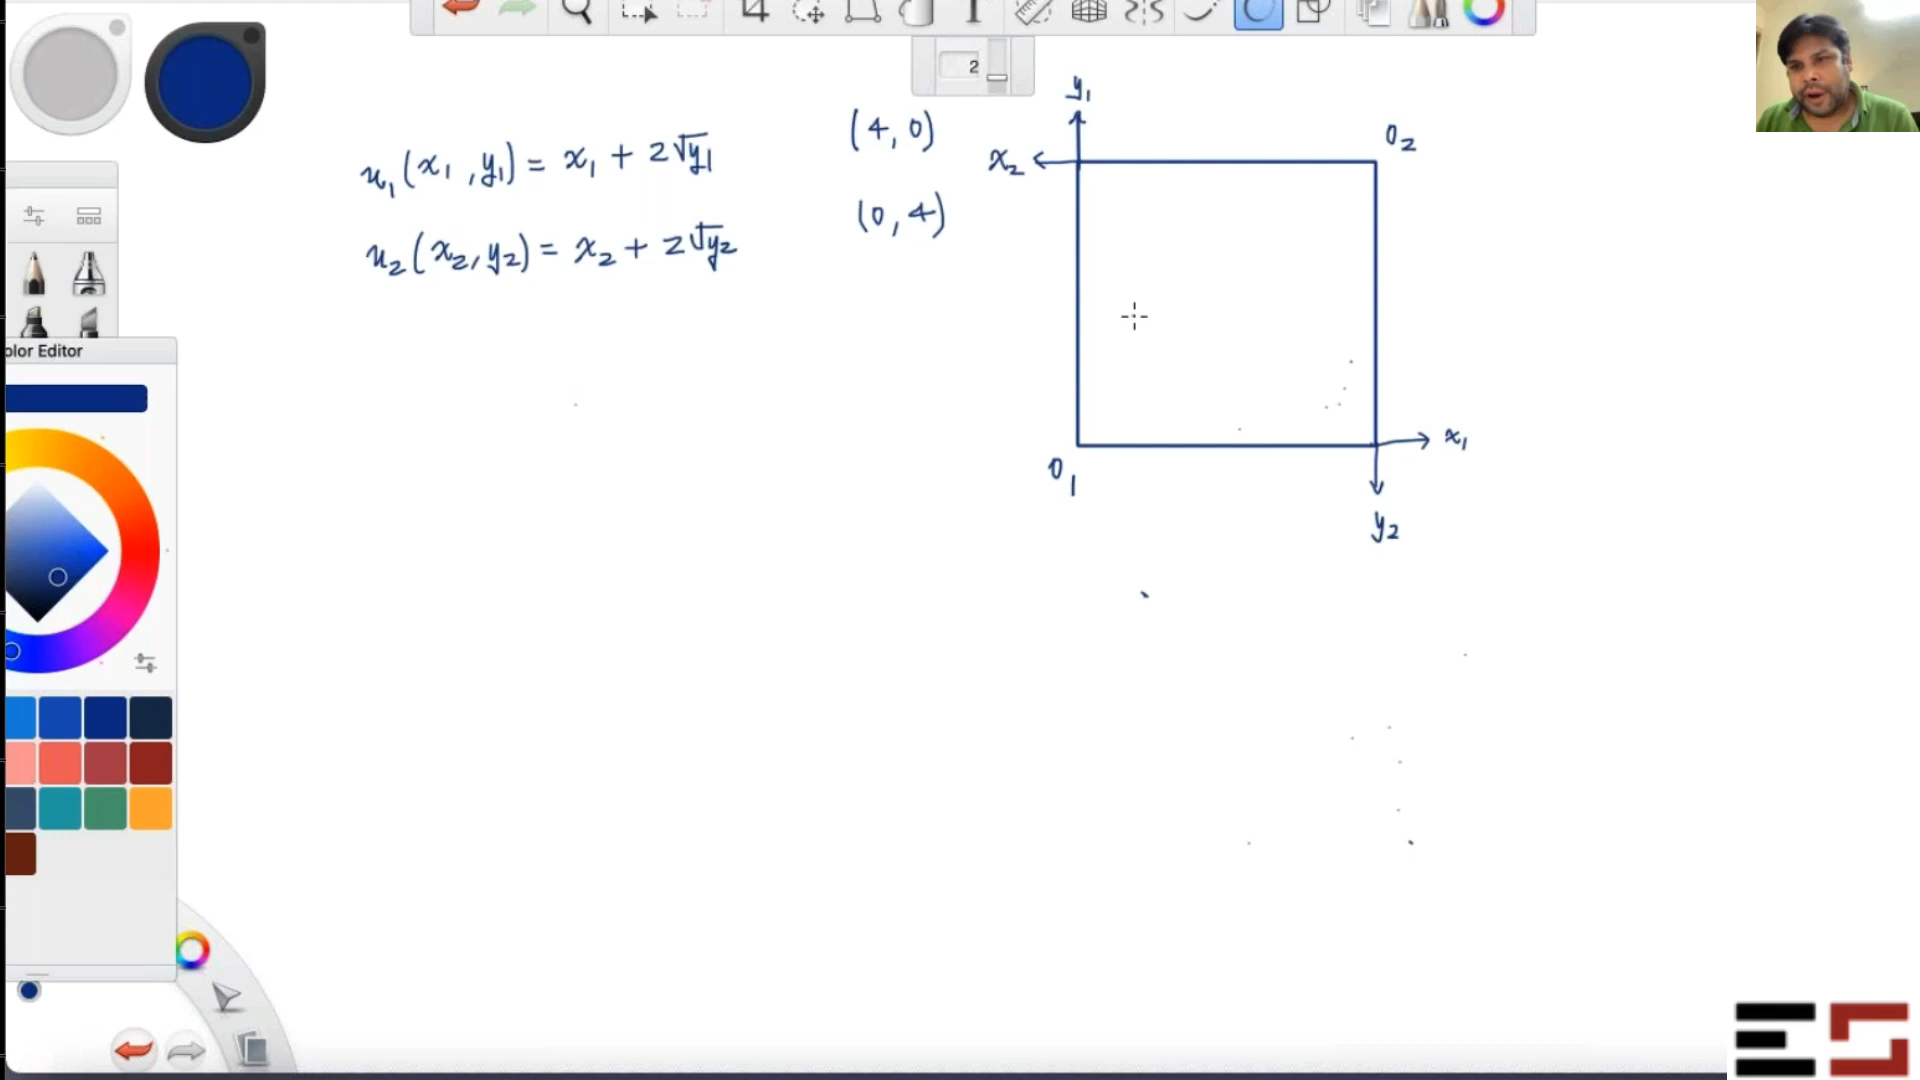 2
y₁
u₁(x₁, y₁) = x₁ + 2√y₁ (4, 0)
x₂
O₂
u₂(x₂, y₂) = x₂ + 2√y₂ (0, 4)
olor Editor
x₁
O₁
y₂
ES